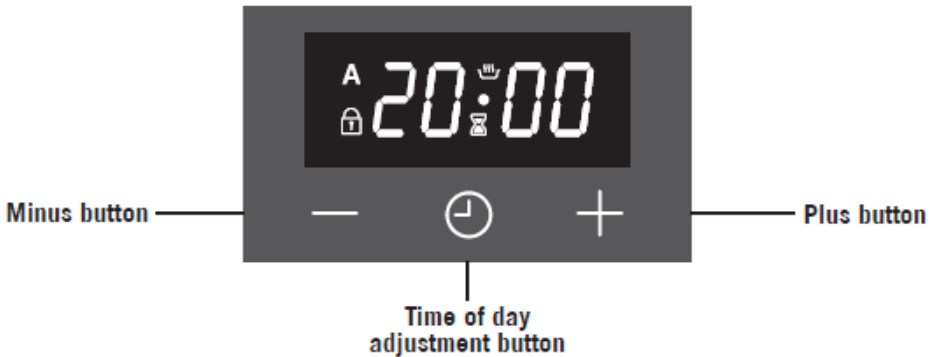 A
20:00
Minus button
Plus button
Time of day
adjustment button